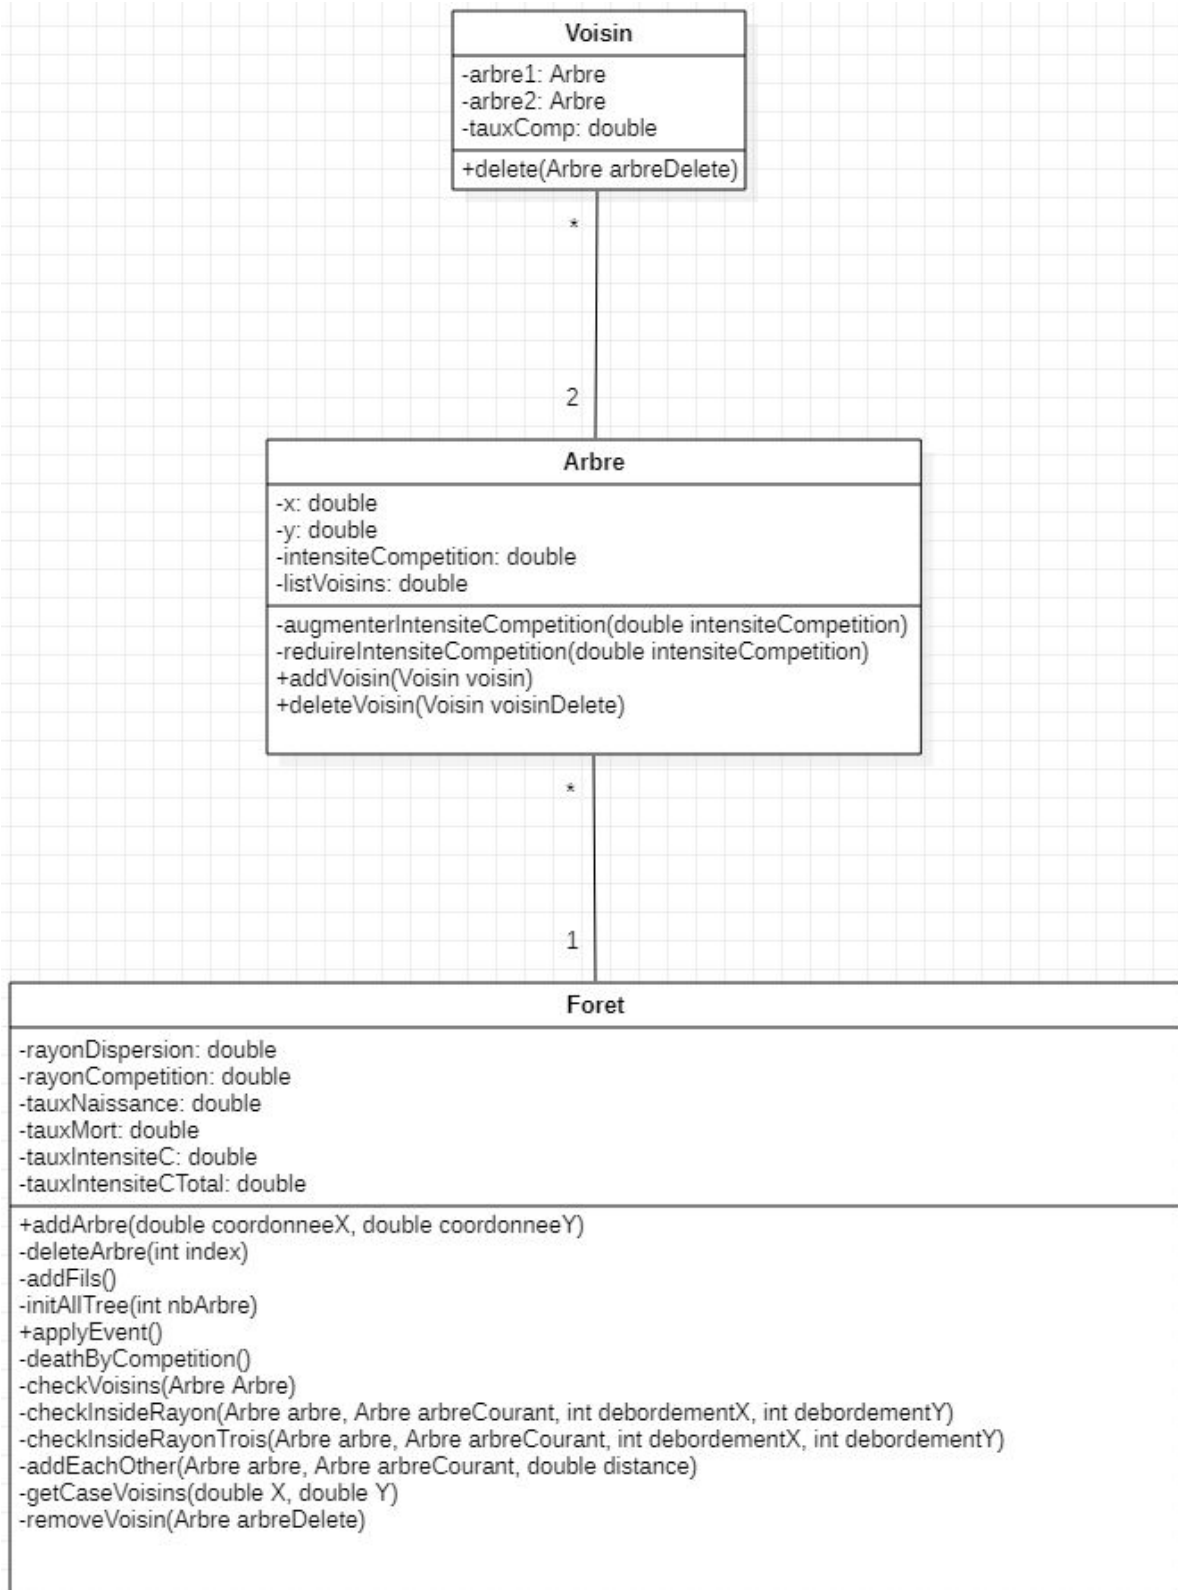 Voisin
-arbre1: Arbre
-arbre2: Arbre
-tauxComp: double
+delete(Arbre arbreDelete)
*
2
Arbre
-x: double
-y: double
-intensiteCompetition: double
-listVoisins: double
-augmenterIntensiteCompetition(double intensiteCompetition)
-reduireIntensiteCompetition(double intensiteCompetition)
+addVoisin(Voisin voisin)
+deleteVoisin(Voisin voisinDelete)
*
1
Foret
-rayonDispersion: double
-rayonCompetition: double
-tauxNaissance: double
-tauxMort: double
-tauxIntensiteC: double
-tauxIntensiteCTotal: double
+addArbre(double coordonneeX, double coordonneeY)
-deleteArbre(int index)
-addFils()
-initAllTree(int nbArbre)
+applyEvent()
-deathByCompetition()
-checkVoisins(Arbre Arbre)
-checkInsideRayon(Arbre arbre, Arbre arbreCourant, int debordementX, int debordementY)
-checkInsideRayonTrois(Arbre arbre, Arbre arbreCourant, int debordementX, int debordementY)
-addEachOther(Arbre arbre, Arbre arbreCourant, double distance)
-getCaseVoisins(double X, double Y)
-removeVoisin(Arbre arbreDelete)